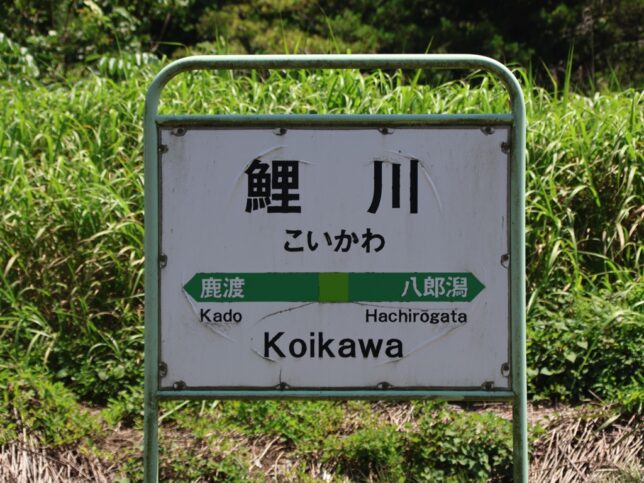 鯉川
こいかわ
鹿渡 八郎潟
Kado Hachirōgata
Koikawa